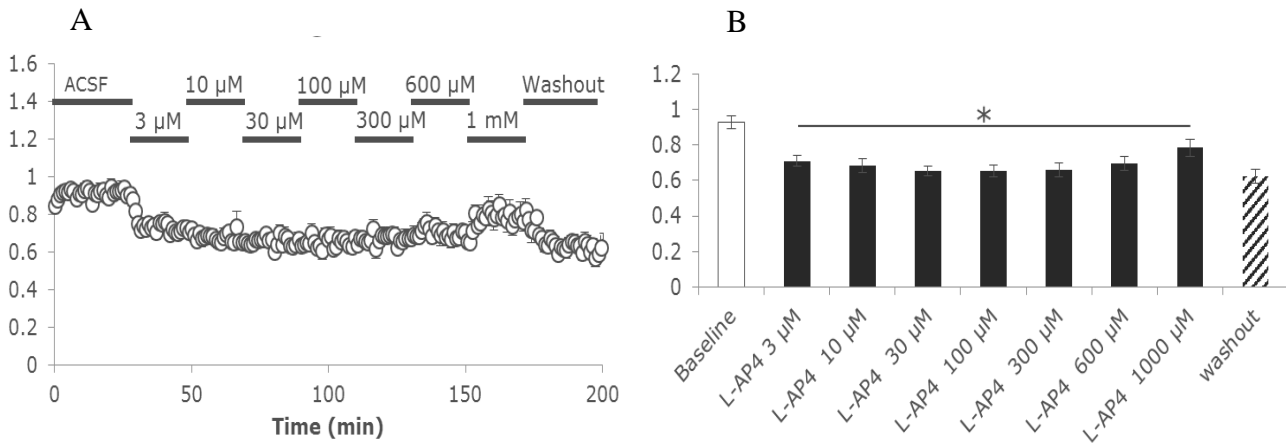 A
B
1.6
1.4
1.2
1
0.8
0.6
0.4
0.2
0
ACSF
10 µM
100 µM
600 µM
Washout
3 µM
30 µM
300 µM
1 mM
0
50
100
150
200
Time (min)
1.2
1
0.8
0.6
0.4
0.2
0
*
Baseline
L-AP4 3 µM
L-AP4 10 µM
L-AP4 30 µM
L-AP4 100 µM
L-AP4 300 µM
L-AP4 600 µM
L-AP4 1000 µM
washout